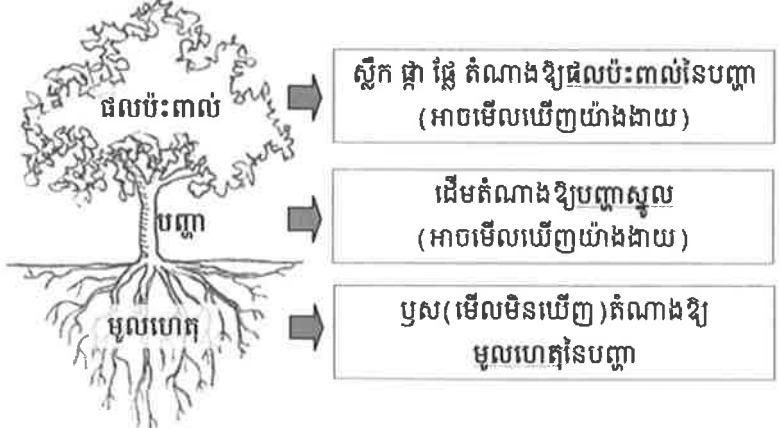 ផលប៉ះពាល់
ស្លឹក ផ្កា ផ្លែ តំណាងឱ្យផលប៉ះពាល់នៃបញ្ហា
(អាចមើលឃើញយ៉ាងងាយ)
បញ្ហា
ដើមតំណាងឱ្យបញ្ហាស្នូល
(អាចមើលឃើញយ៉ាងងាយ)
មូលហេតុ
ឫស(មើលមិនឃើញ)តំណាងឱ្យ
មូលហេតុនៃបញ្ហា